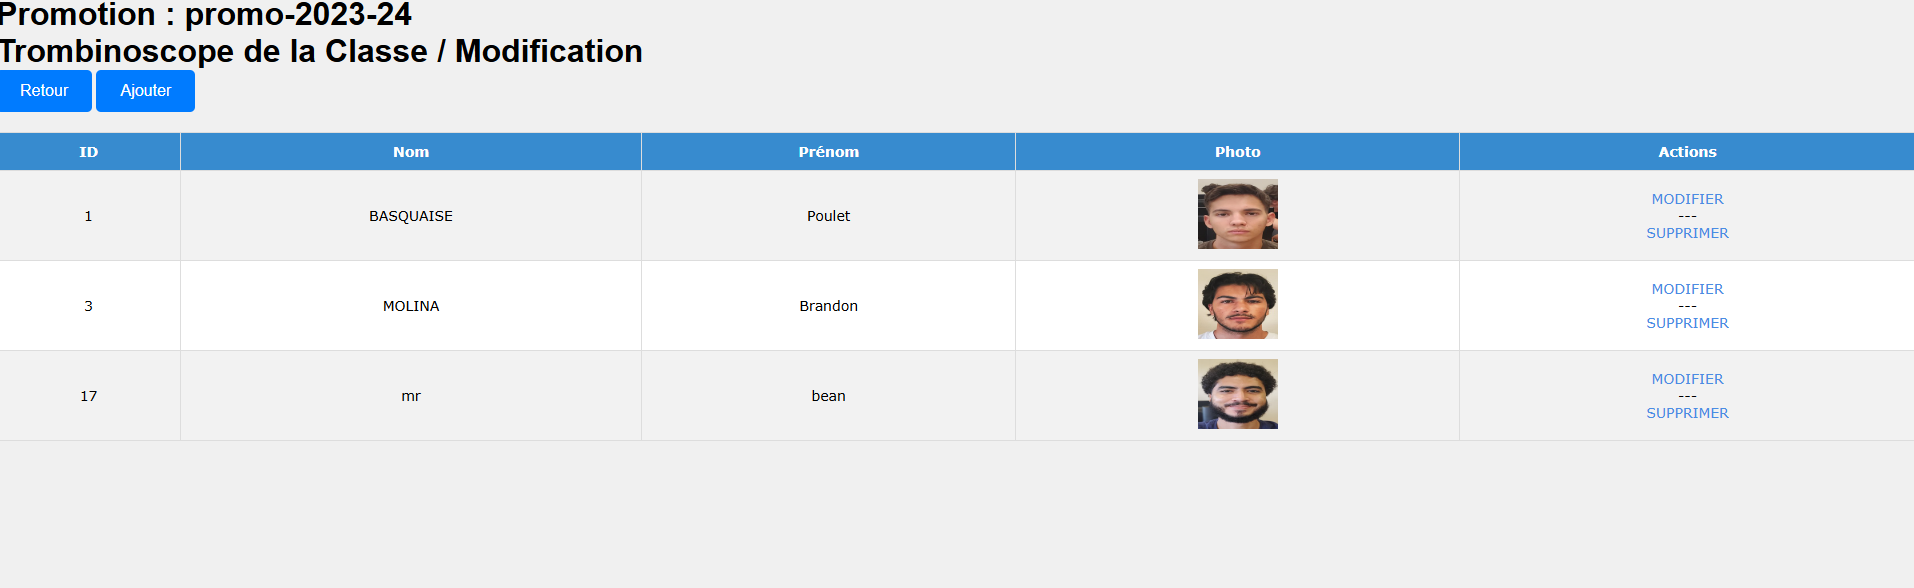 Promotion : promo-2023-24
Trombinoscope de la Classe / Modification
Retour Ajouter
ID Nom Prénom Photo Actions
1 BASQUAISE Poulet MODIFIER
---
SUPPRIMER
3 MOLINA Brandon MODIFIER
---
SUPPRIMER
17 mr bean MODIFIER
---
SUPPRIMER